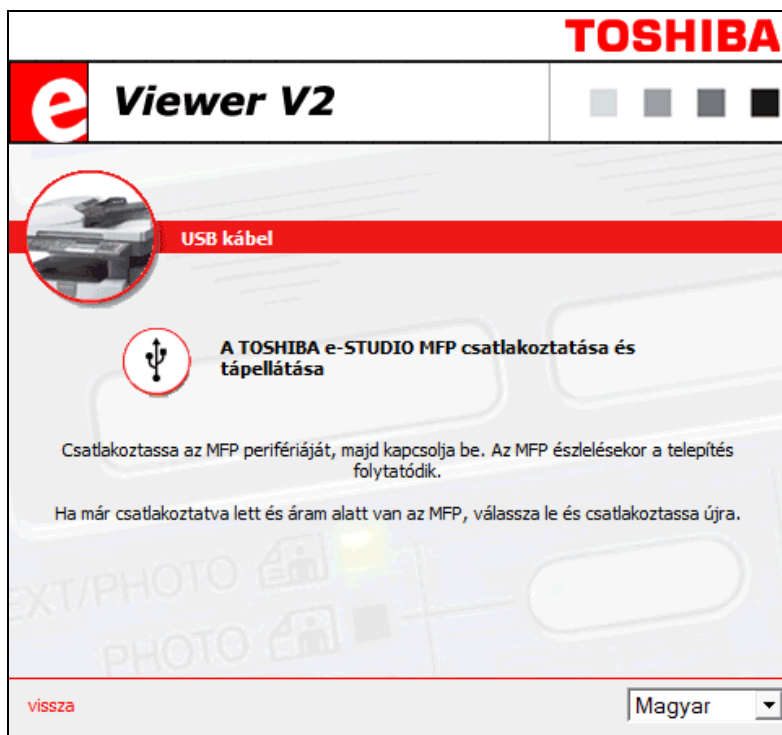 TOSHIBA
e Viewer V2
USB kábel
A TOSHIBA e-STUDIO MFP csatlakoztatása és
tápellátása
Csatlakoztassa az MFP perifériáját, majd kapcsolja be. Az MFP észlelésekor a telepítés
folytatódik.
Ha már csatlakoztatva lett és áram alatt van az MFP, válassza le és csatlakoztassa újra.
EXT/PHOTO
PHOTO
vissza
Magyar